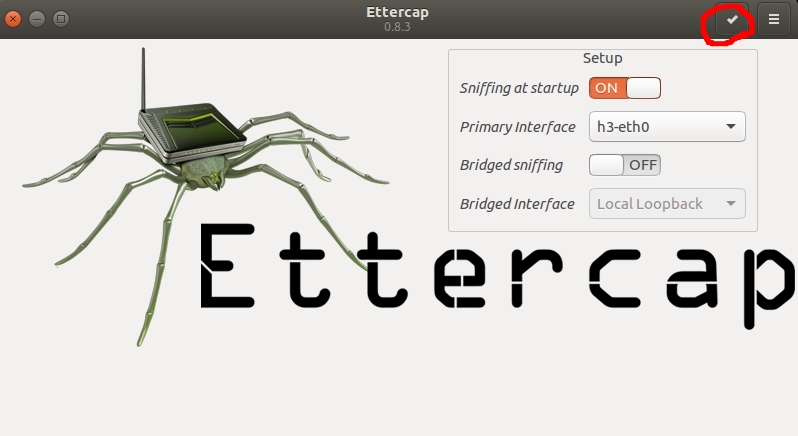 Ettercap
0.8.3
Setup
Sniffing at startup ON
Primary Interface h3-eth0
Bridged sniffing OFF
Bridged Interface Local Loopback
Ettercap